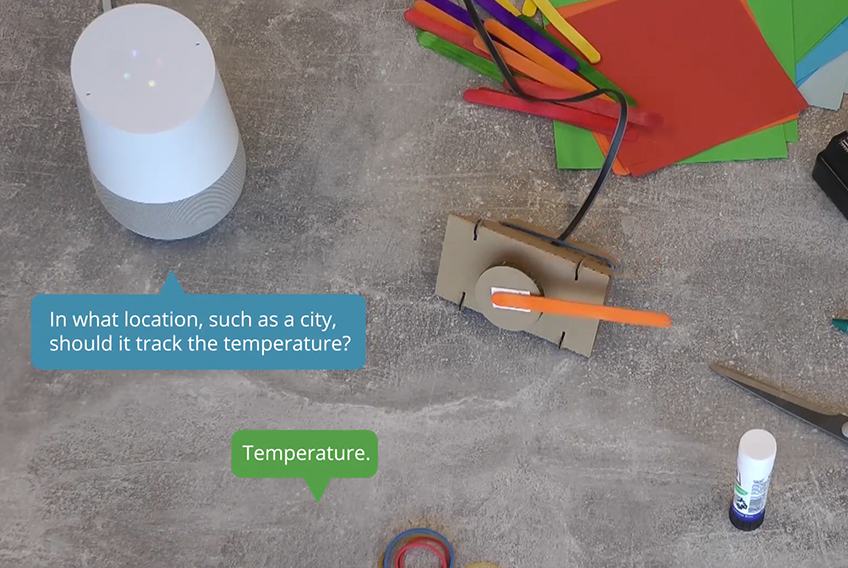 In what location, such as a city,
should it track the temperature?
Temperature.